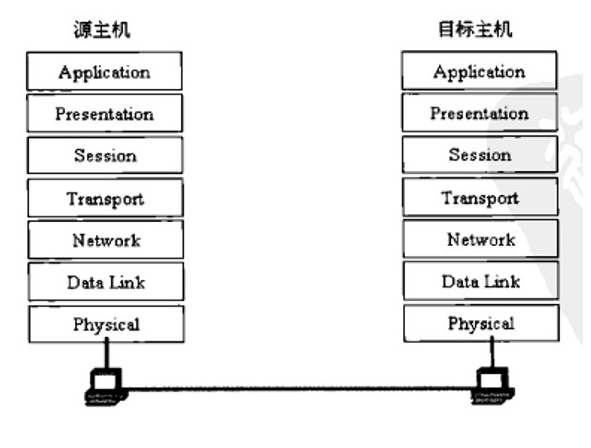 源主机 目标主机
Application Application
Presentation Presentation
Session Session
Transport Transport
Network Network
Data Link Data Link
Physical Physical